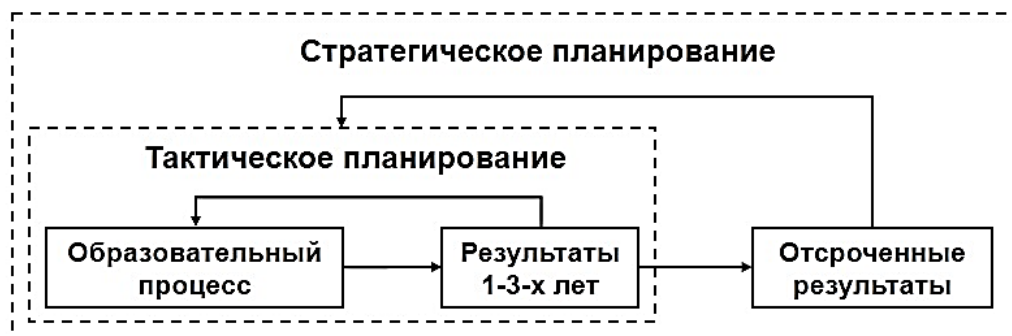 Стратегическое планирование
Тактическое планирование
Образовательный
процесс
Результаты
1-3-х лет
Отсроченные
результаты